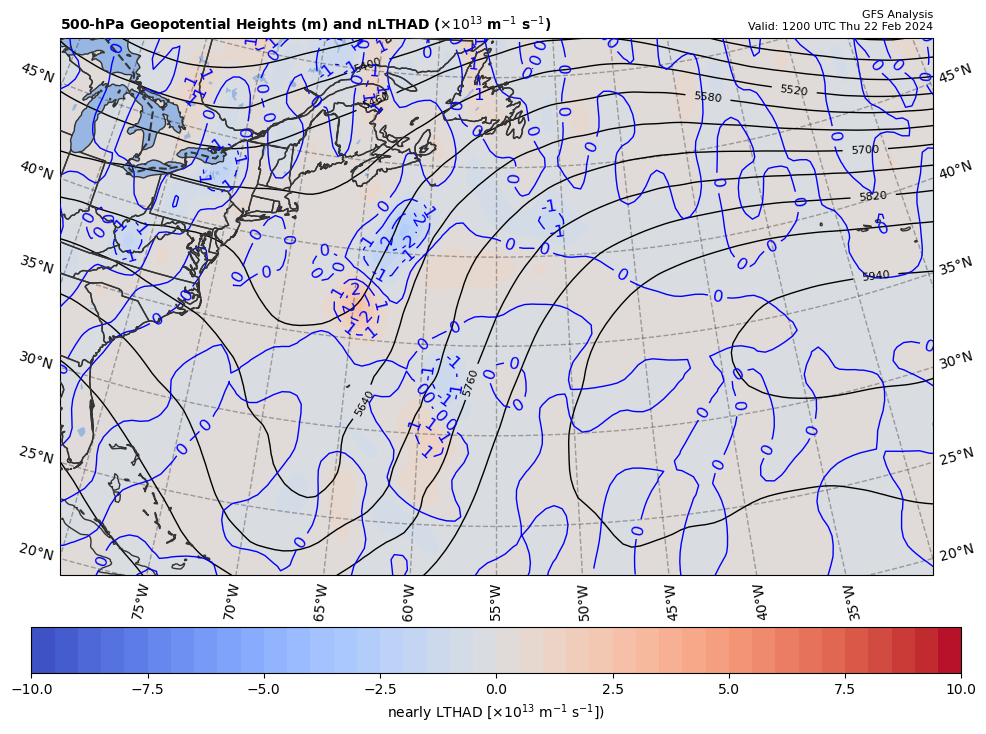 500-hPa Geopotential Heights (m) and nLTHAD (×10¹³ m⁻¹ s⁻¹)
GFS Analysis
Valid: 1200 UTC Thu 22 Feb 2024
45°N
45°N
40°N
40°N
35°N
35°N
30°N
30°N
25°N
25°N
20°N
20°N
5400
5460
5520
5580
5700
5820
5940
5640
5760
75°W
70°W
65°W
60°W
55°W
50°W
45°W
40°W
35°W
−10.0
−7.5
−5.0
−2.5
0.0
2.5
5.0
7.5
10.0
nearly LTHAD [×10¹³ m⁻¹ s⁻¹])